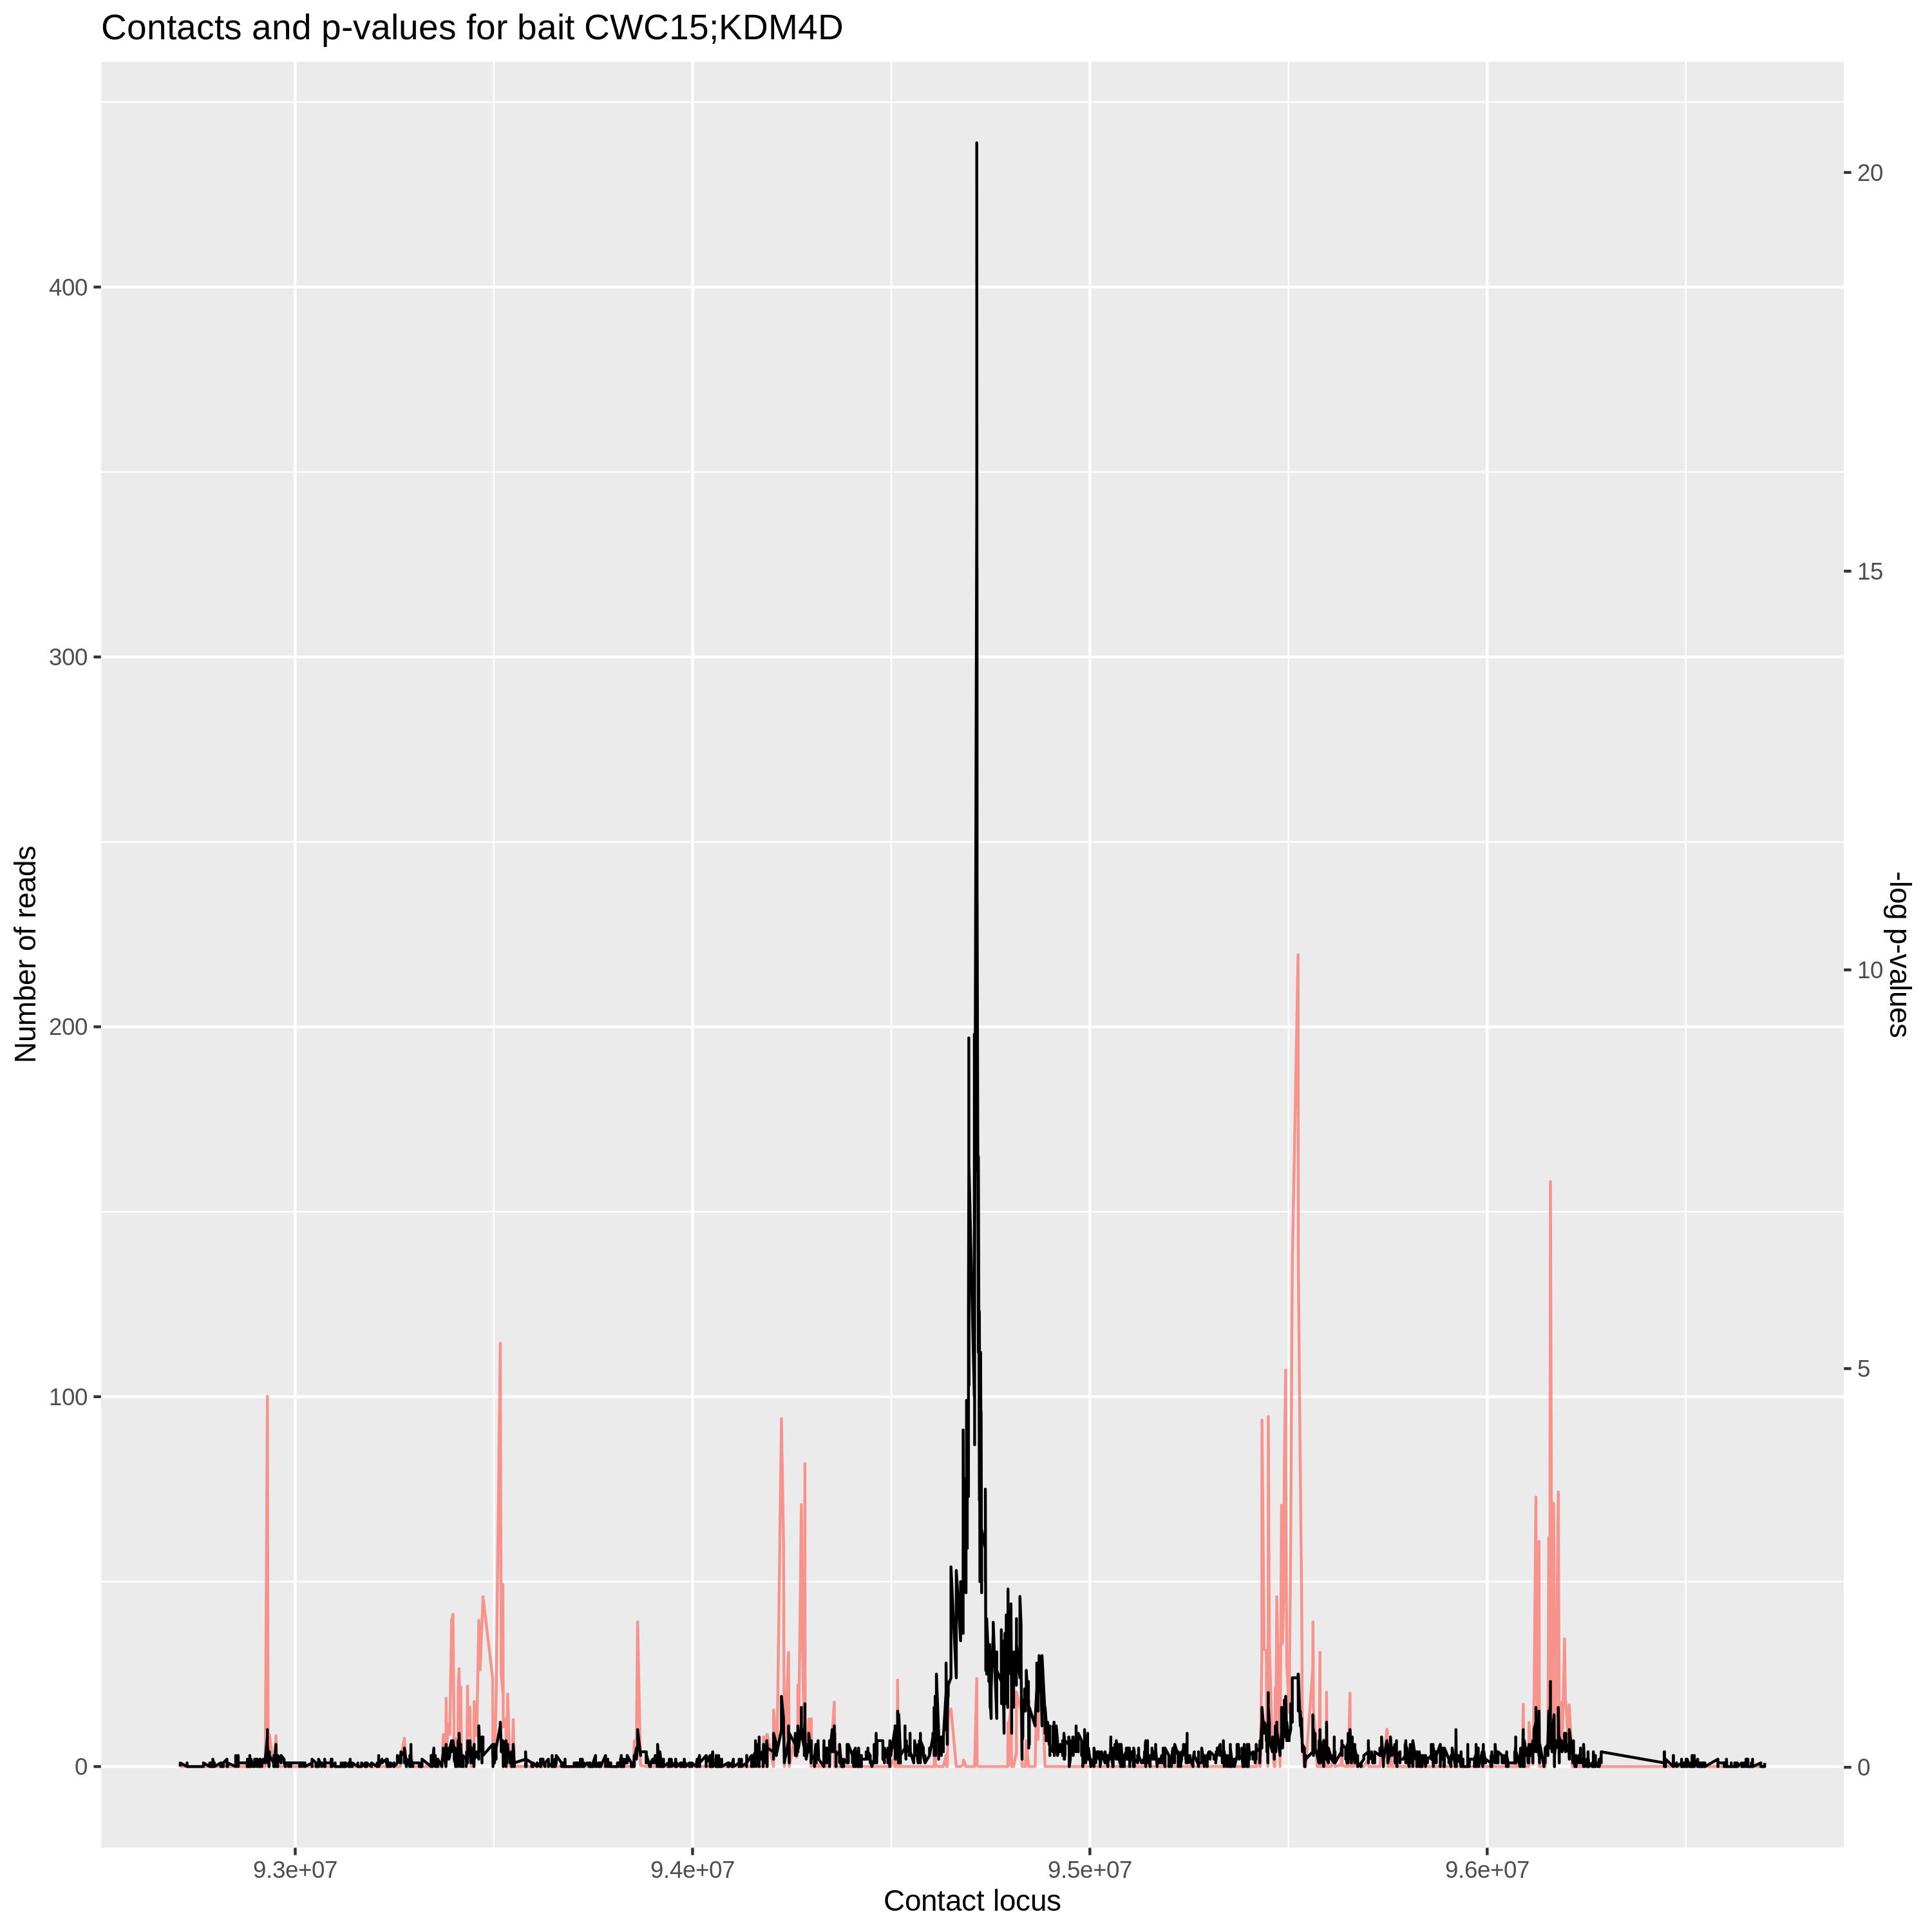 Contacts and p-values for bait CWC15;KDM4D
Number of reads
400
300
200
100
0
20
15
10
5
0
-log p-values
9.3e+07 9.4e+07 9.5e+07 9.6e+07
Contact locus